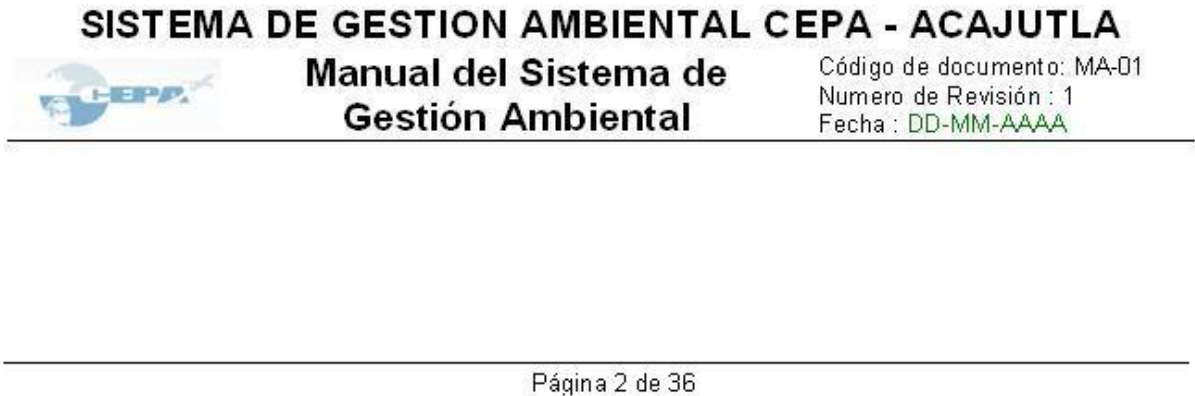 SISTEMA DE GESTION AMBIENTAL CEPA - ACAJUTLA
CEPA
Manual del Sistema de
Gestión Ambiental
Código de documento: MA-01
Numero de Revisión : 1
Fecha : DD-MM-AAAA
Página 2 de 36